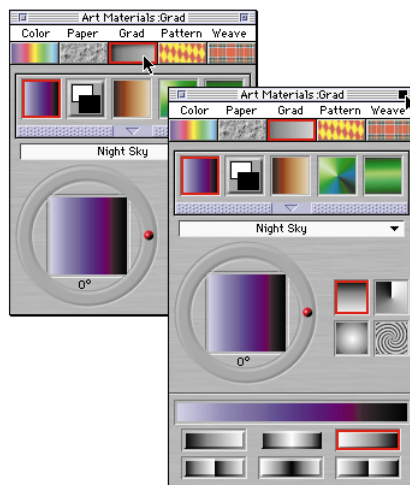 Art Materials :Grad
Color Paper Grad Pattern Weave
Night Sky
0°
Art Materials :Grad
Color Paper Grad Pattern Weave
Night Sky
0°